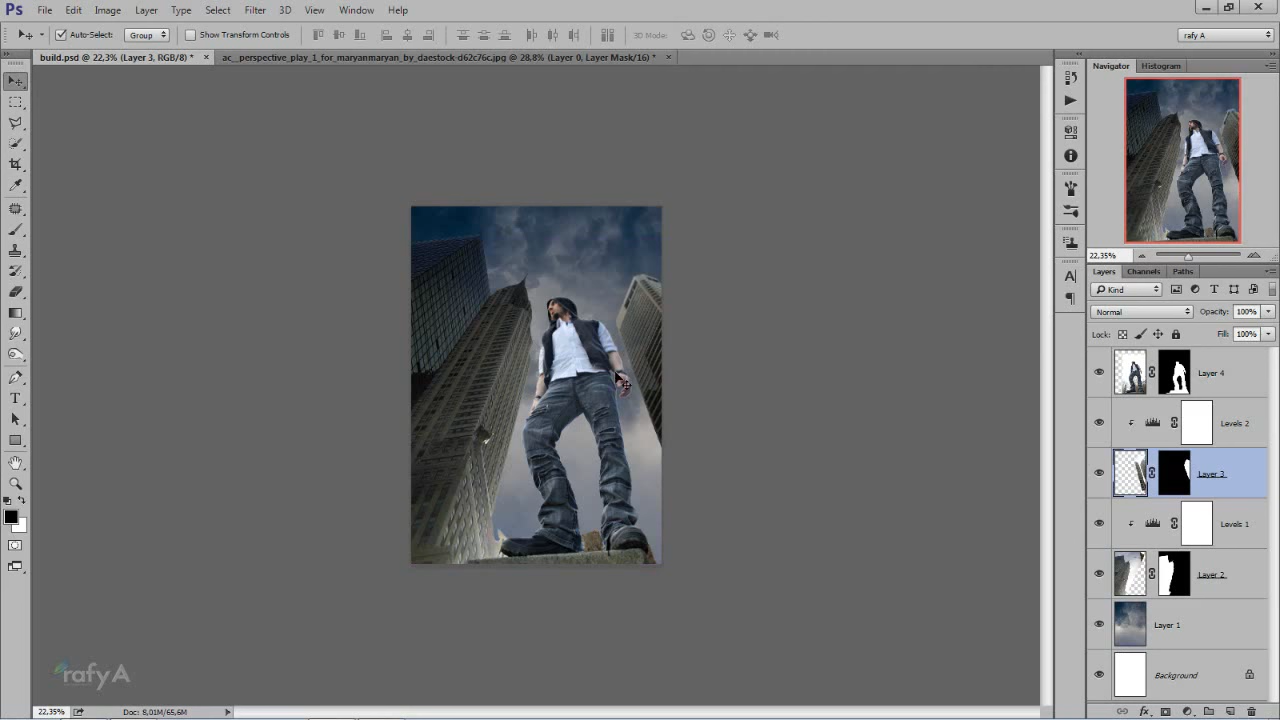 Ps File Edit Image Layer Type Select Filter 3D View Window Help
Auto-Select: Group Show Transform Controls 3D Mode: rafy A
build.psd @ 22,3% (Layer 3, RGB/8) * × ac__perspective_play_1_for_maryanmaryan_by_daestock-d62c76c.jpg @ 28,8% (Layer 0, Layer Mask/16) * ×
Navigator Histogram
22,35%
Layers Channels Paths
Kind
Normal Opacity: 100%
Lock: Fill: 100%
Layer 4
Levels 2
Layer 3
Levels 1
Layer 2
Layer 1
Background
rafy A
22,35% Doc: 8,01M/65,6M